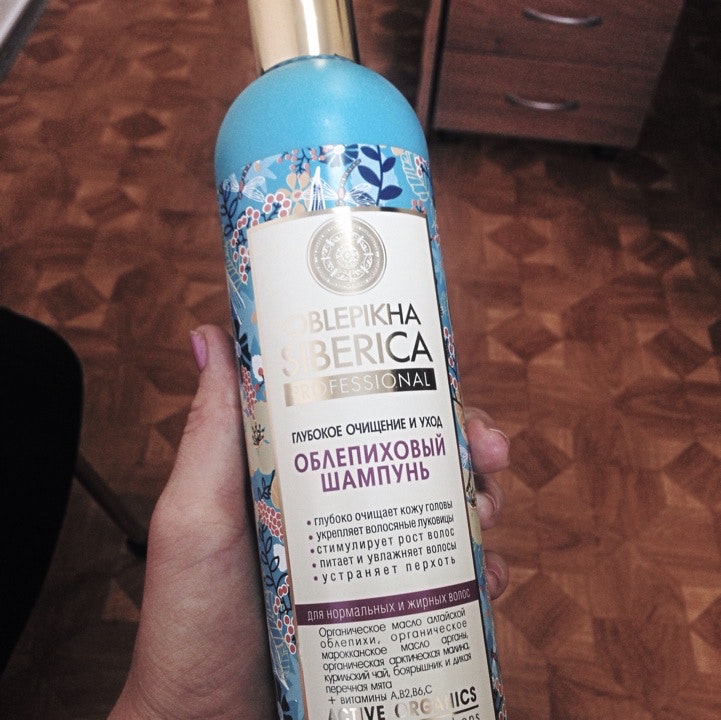 OBLEPIKHA
SIBERICA
PROFESSIONAL
ГЛУБОКОЕ ОЧИЩЕНИЕ И УХОД
ОБЛЕПИХОВЫЙ
ШАМПУНЬ
• глубоко очищает кожу головы
• укрепляет волосяные луковицы
• стимулирует рост волос
• питает и увлажняет волосы
• устраняет перхоть
для нормальных и жирных волос
Органическое масло алтайской
облепихи, органическое
марокканское масло арганы,
органическая арктическая малина,
курильский чай, боярышник и дикая
перечная мята
+ витамины A,B2,B6,C
ACTIVE ORGANICS